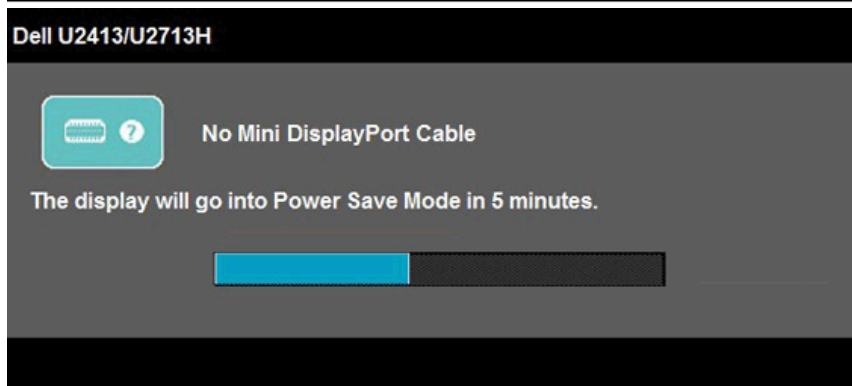 Dell U2413/U2713H
?
No Mini DisplayPort Cable
The display will go into Power Save Mode in 5 minutes.